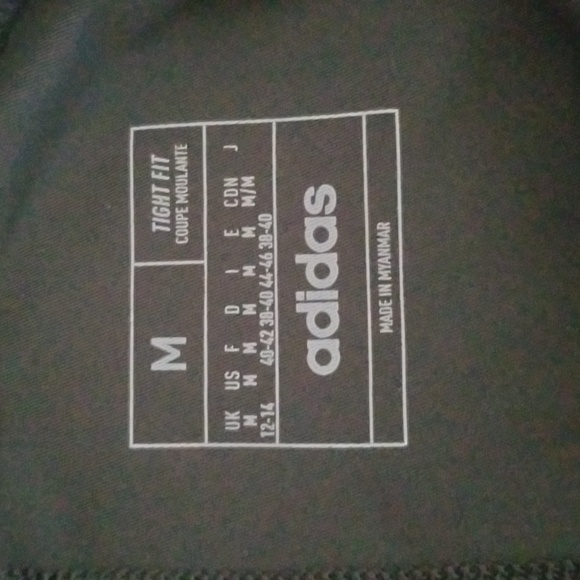 M
TIGHT FIT
COUPE MOULANTE
UK US F D I E CDN J
M M M M M M M/M
12-14 40-42 38-40 44-46 38-40
adidas
MADE IN MYANMAR